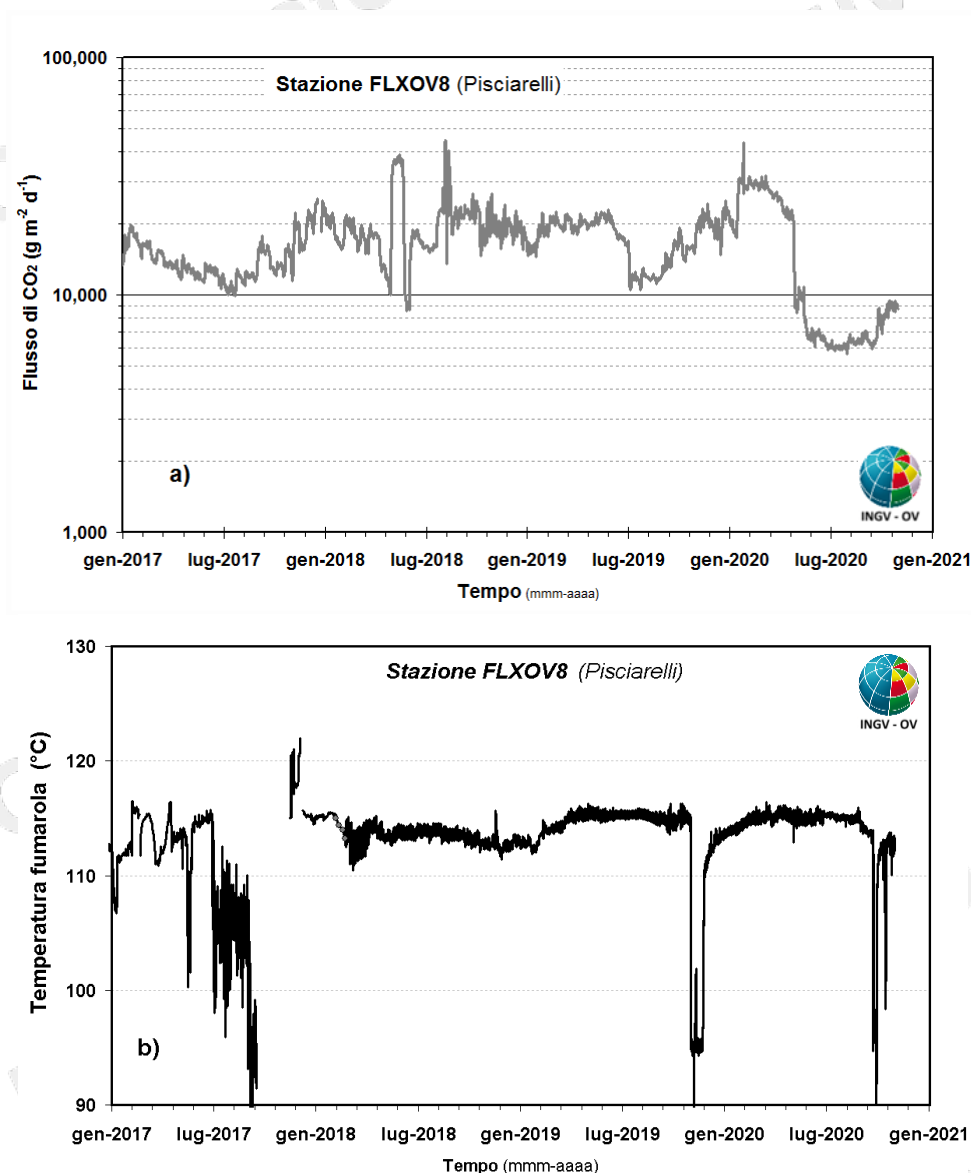 100,000
Stazione FLXOV8 (Pisciarelli)
Flusso di CO₂ (g m⁻² d⁻¹)
10,000
a)
INGV - OV
1,000
gen-2017 lug-2017 gen-2018 lug-2018 gen-2019 lug-2019 gen-2020 lug-2020 gen-2021
Tempo (mmm-aaaa)
130
Stazione FLXOV8 (Pisciarelli)
INGV - OV
Temperatura fumarola (°C)
120
110
100
b)
90
gen-2017 lug-2017 gen-2018 lug-2018 gen-2019 lug-2019 gen-2020 lug-2020 gen-2021
Tempo (mmm-aaaa)